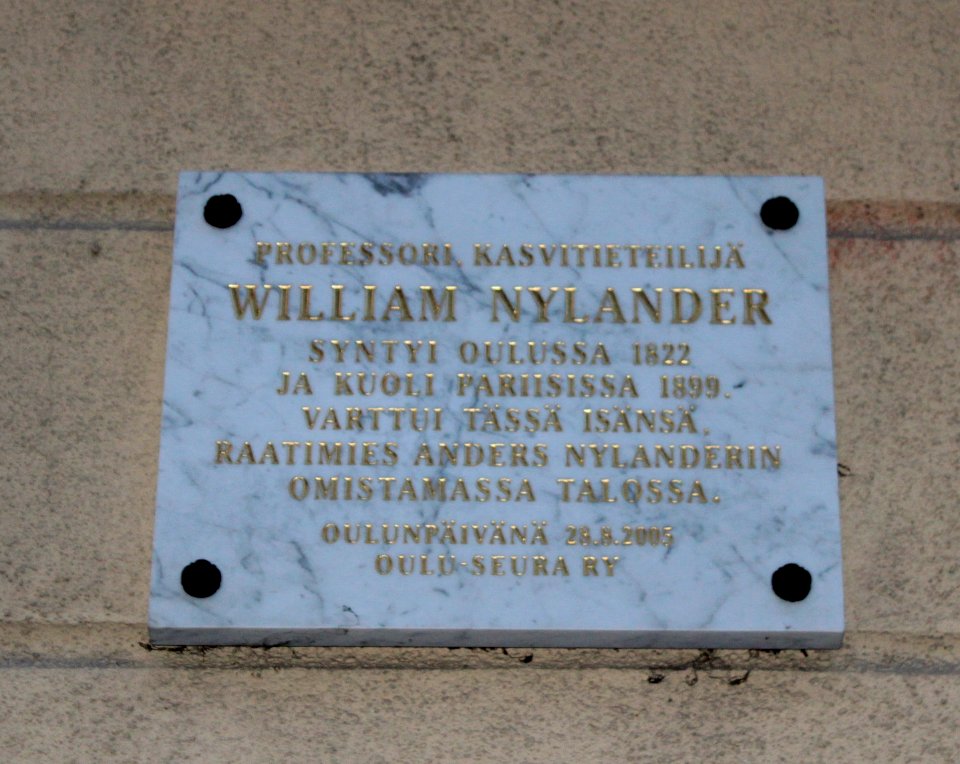 PROFESSORI, KASVITIETEILIJÄ
WILLIAM NYLANDER
SYNTYI OULUSSA 1822
JA KUOLI PARIISISSA 1899.
VARTTUI TÄSSÄ ISÄNSÄ,
RAATIMIES ANDERS NYLANDERIN
OMISTAMASSA TALOSSA.
OULUNPÄIVÄNÄ 28.8.2005
OULU-SEURA RY